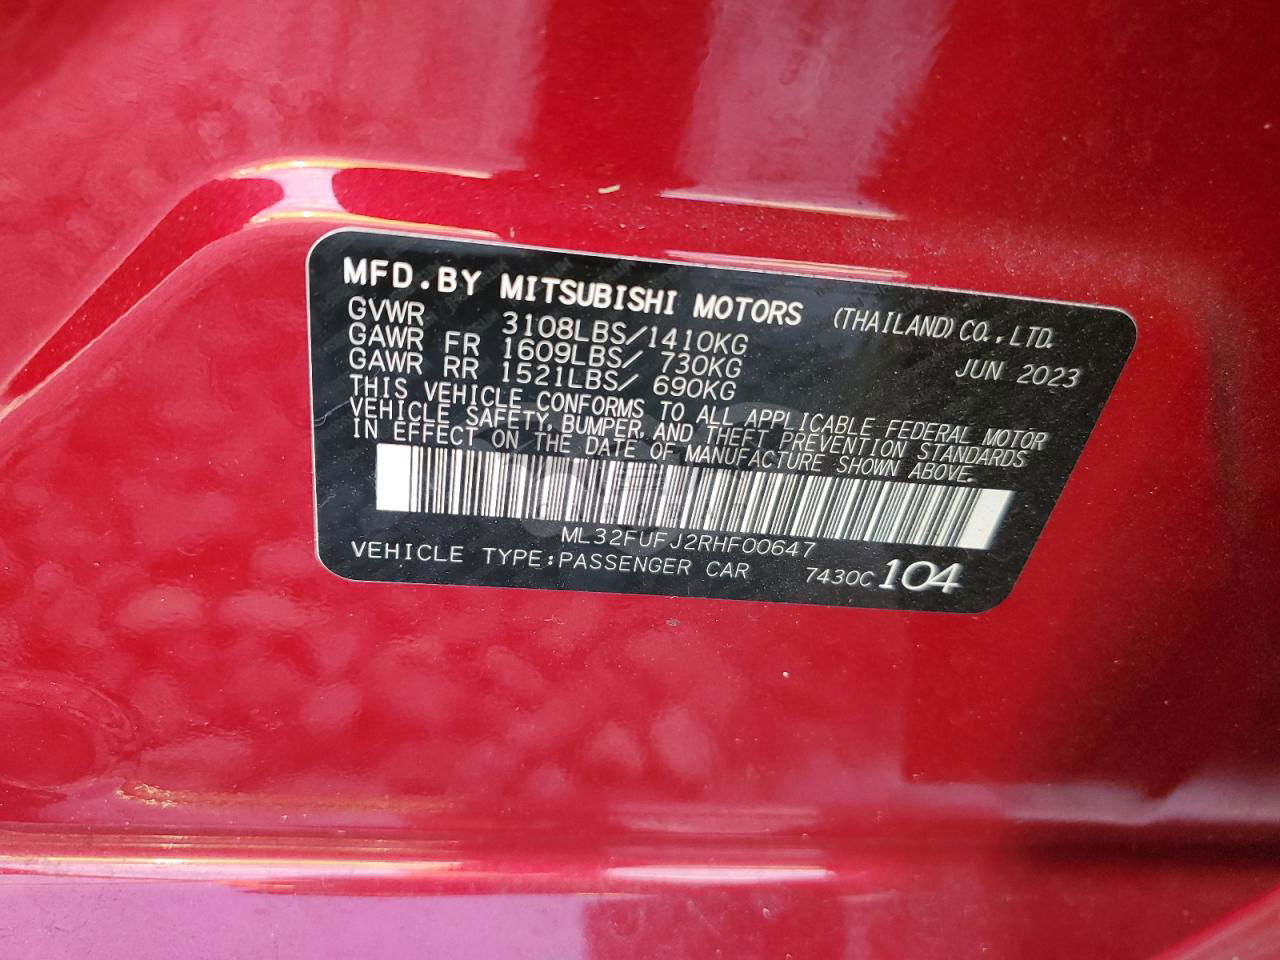 MFD.BY MITSUBISHI MOTORS (THAILAND) CO.,LTD.
GVWR 3108LBS/1410KG JUN 2023
GAWR FR 1609LBS/ 730KG
GAWR RR 1521LBS/ 690KG
THIS VEHICLE CONFORMS TO ALL APPLICABLE FEDERAL MOTOR
VEHICLE SAFETY, BUMPER, AND THEFT PREVENTION STANDARDS
IN EFFECT ON THE DATE OF MANUFACTURE SHOWN ABOVE.
ML32FUFJ2RHF00647
VEHICLE TYPE:PASSENGER CAR 7430C 104